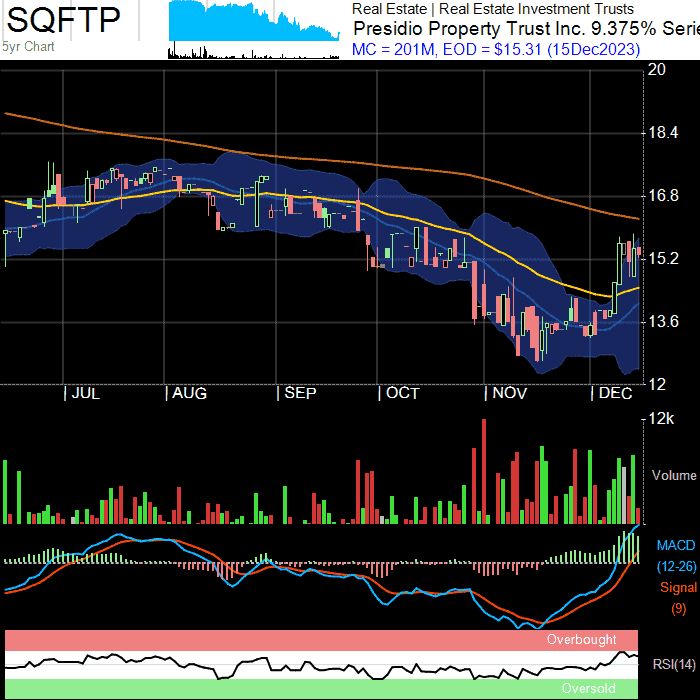 SQFTP
5yr Chart
Real Estate | Real Estate Investment Trusts
Presidio Property Trust Inc. 9.375% Serie
MC = 201M, EOD = $15.31 (15Dec2023)
20
18.4
16.8
15.2
13.6
12
| JUL | AUG | SEP | OCT | NOV | DEC
12k
Volume
MACD
(12-26)
Signal
(9)
Overbought
RSI(14)
Oversold